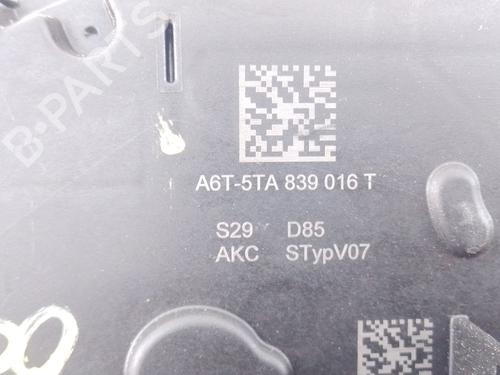 B-PARTS
A6T-5TA 839 016 T
S29 D85
AKC STypV07